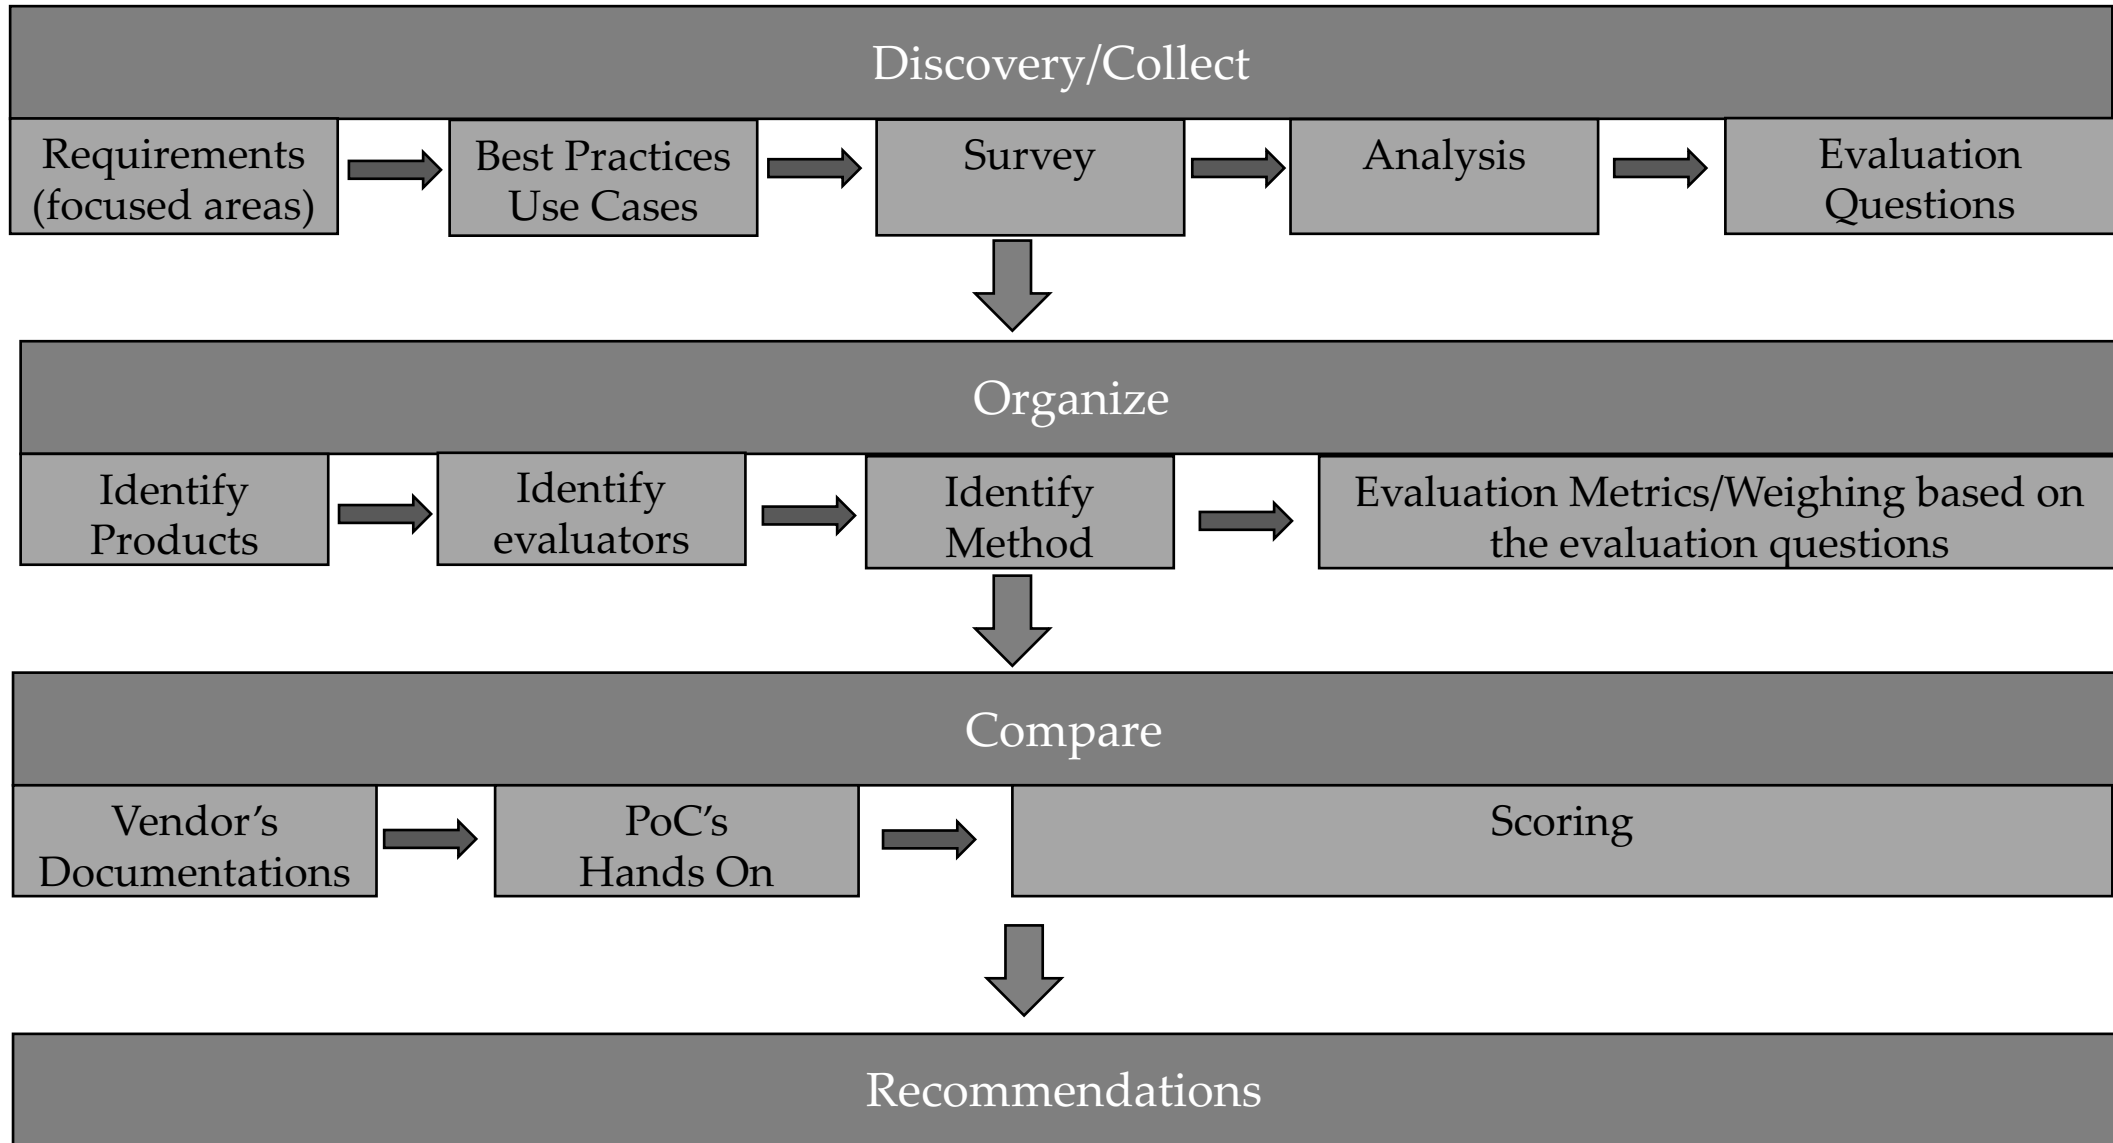 Discovery/Collect
Requirements
(focused areas)
Best Practices
Use Cases
Survey
Analysis
Evaluation
Questions
Organize
Identify
Products
Identify
evaluators
Identify
Method
Evaluation Metrics/Weighing based on
the evaluation questions
Compare
Vendor’s
Documentations
PoC’s
Hands On
Scoring
Recommendations